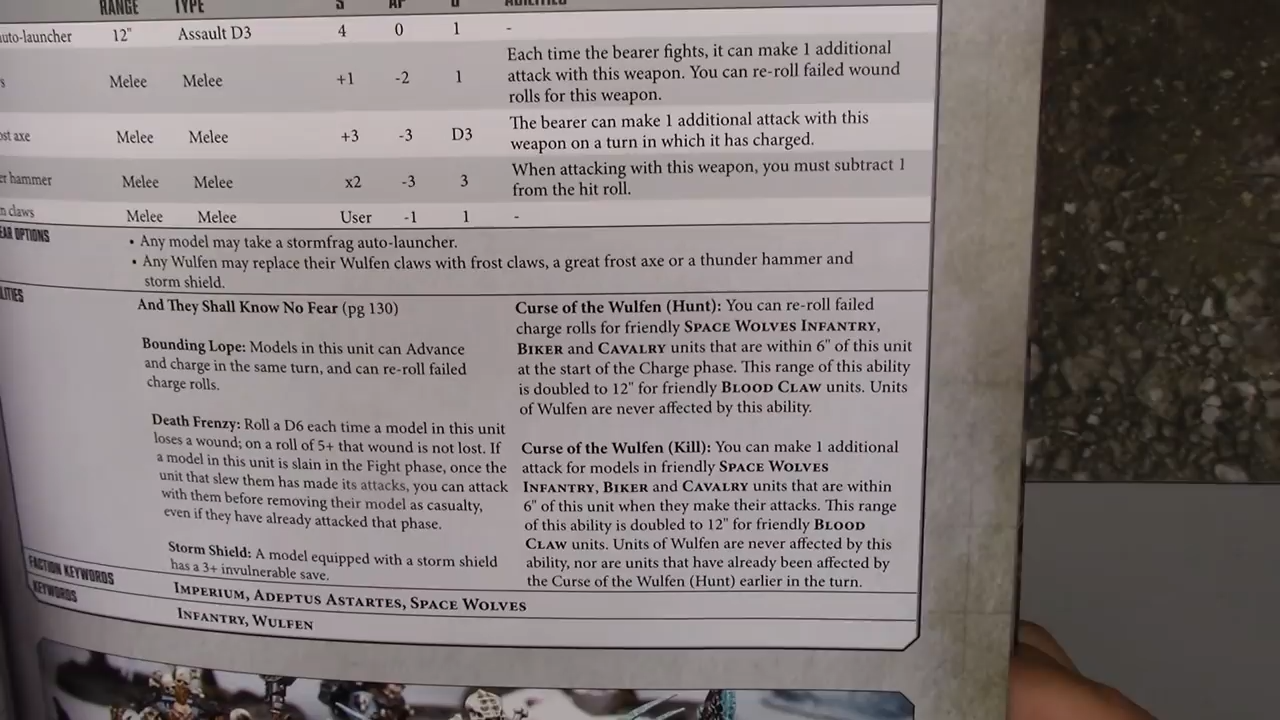 RANGE TYPE S AP D ABILITIES
auto-launcher 12" Assault D3 4 0 1 -
s Melee Melee +1 -2 1 Each time the bearer fights, it can make 1 additional
attack with this weapon. You can re-roll failed wound
rolls for this weapon.
ost axe Melee Melee +3 -3 D3 The bearer can make 1 additional attack with this
weapon on a turn in which it has charged.
er hammer Melee Melee x2 -3 3 When attacking with this weapon, you must subtract 1
from the hit roll.
n claws Melee Melee User -1 1 -
EAR OPTIONS
• Any model may take a stormfrag auto-launcher.
• Any Wulfen may replace their Wulfen claws with frost claws, a great frost axe or a thunder hammer and
storm shield.
LITIES
And They Shall Know No Fear (pg 130)
Bounding Lope: Models in this unit can Advance
and charge in the same turn, and can re-roll failed
charge rolls.
Death Frenzy: Roll a D6 each time a model in this unit
loses a wound; on a roll of 5+ that wound is not lost. If
a model in this unit is slain in the Fight phase, once the
unit that slew them has made its attacks, you can attack
with them before removing their model as casualty,
even if they have already attacked that phase.
Storm Shield: A model equipped with a storm shield
has a 3+ invulnerable save.
Curse of the Wulfen (Hunt): You can re-roll failed
charge rolls for friendly SPACE WOLVES INFANTRY,
BIKER and CAVALRY units that are within 6" of this unit
at the start of the Charge phase. This range of this ability
is doubled to 12" for friendly BLOOD CLAW units. Units
of Wulfen are never affected by this ability.
Curse of the Wulfen (Kill): You can make 1 additional
attack for models in friendly SPACE WOLVES
INFANTRY, BIKER and CAVALRY units that are within
6" of this unit when they make their attacks. This range
of this ability is doubled to 12" for friendly BLOOD
CLAW units. Units of Wulfen are never affected by this
ability, nor are units that have already been affected by
the Curse of the Wulfen (Hunt) earlier in the turn.
FACTION KEYWORDS IMPERIUM, ADEPTUS ASTARTES, SPACE WOLVES
KEYWORDS INFANTRY, WULFEN